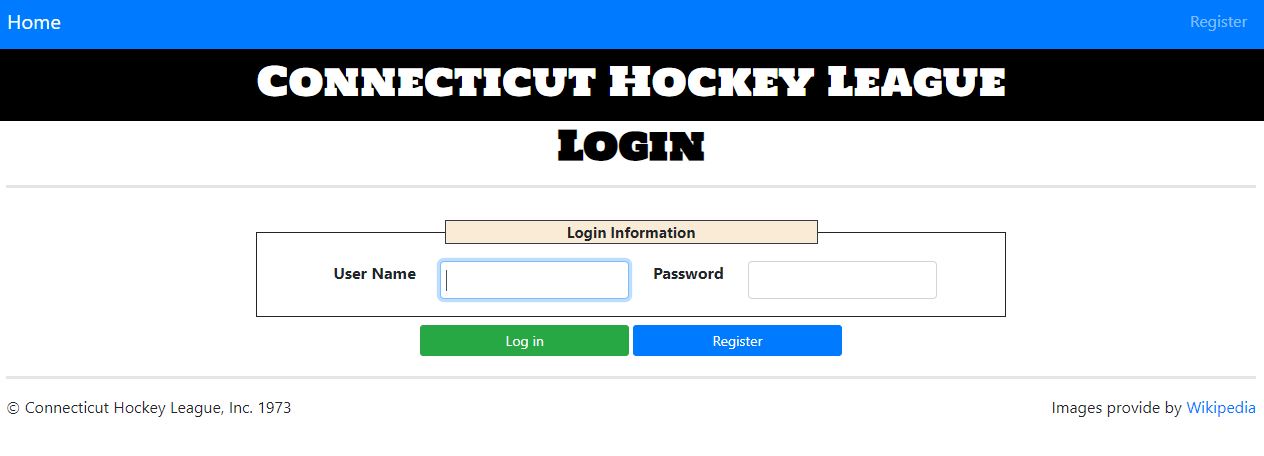 Home Register
Connecticut Hockey League
Login
Login Information
User Name Password
Log in Register
© Connecticut Hockey League, Inc. 1973 Images provide by Wikipedia